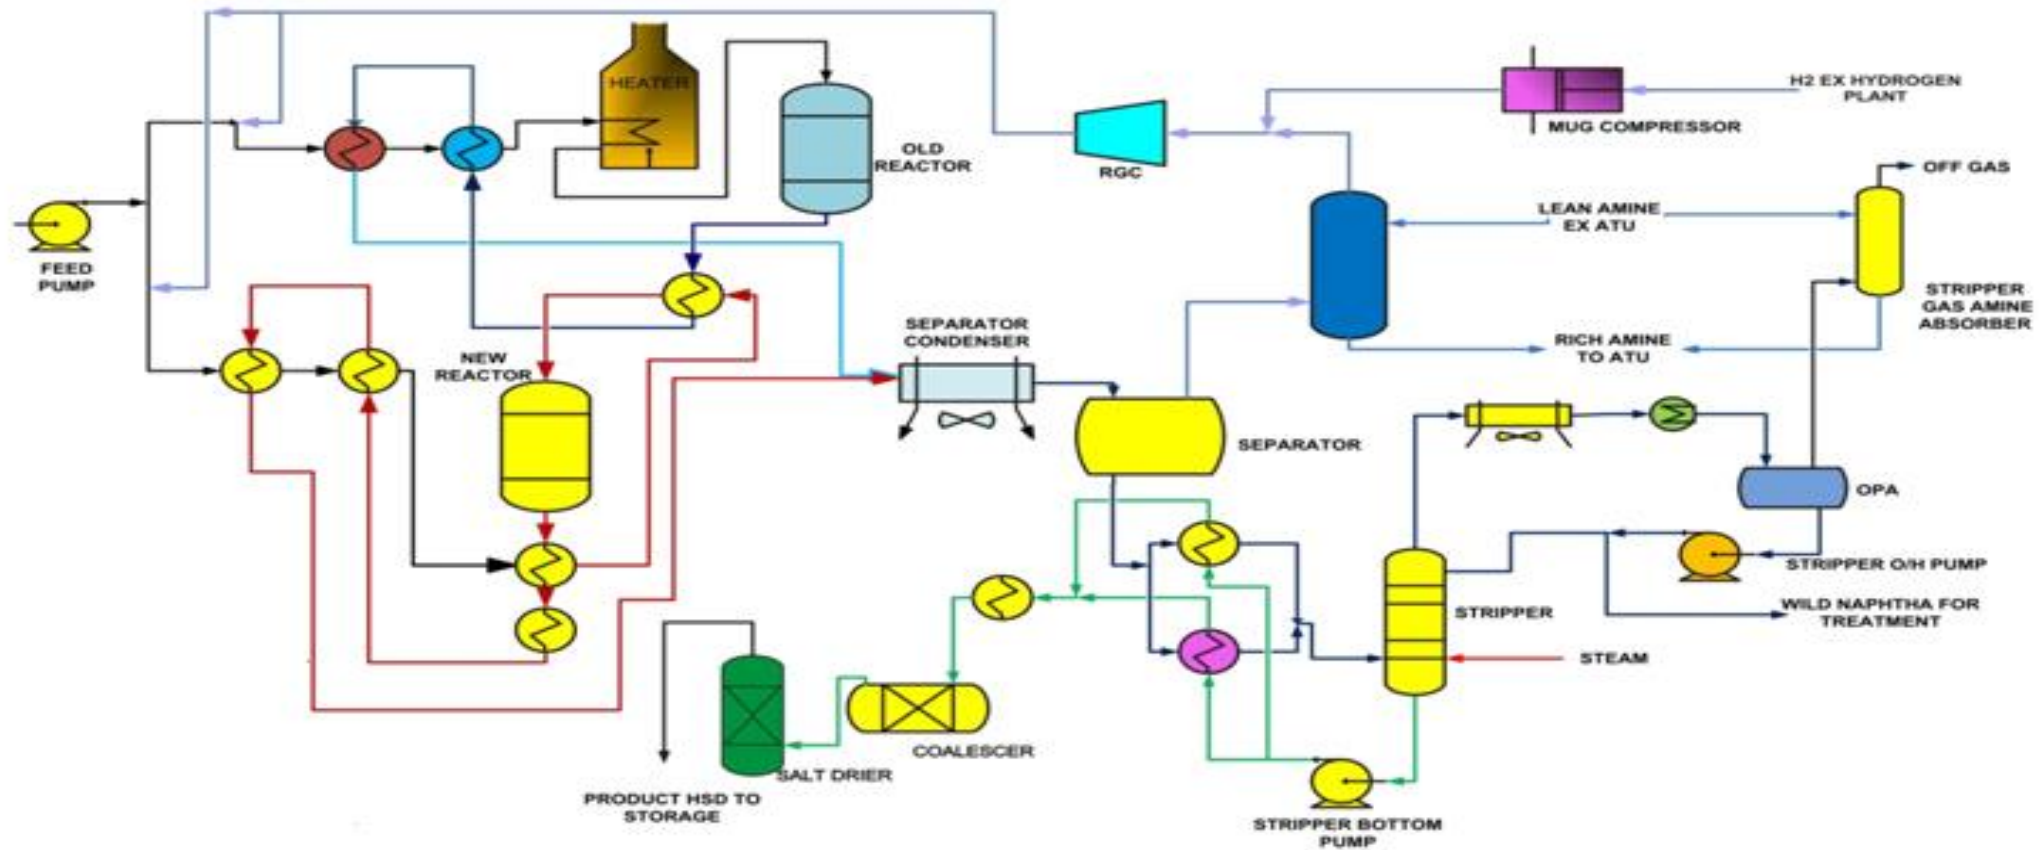 HEATER
OLD
REACTOR
RGC
H2 EX HYDROGEN
PLANT
MUG COMPRESSOR
OFF GAS
LEAN AMINE
EX ATU
FEED
PUMP
STRIPPER
GAS AMINE
ABSORBER
SEPARATOR
CONDENSER
RICH AMINE
TO ATU
NEW
REACTOR
SEPARATOR
OPA
STRIPPER O/H PUMP
STRIPPER
WILD NAPHTHA FOR
TREATMENT
STEAM
COALESCER
SALT DRIER
PRODUCT HSD TO
STORAGE
STRIPPER BOTTOM
PUMP